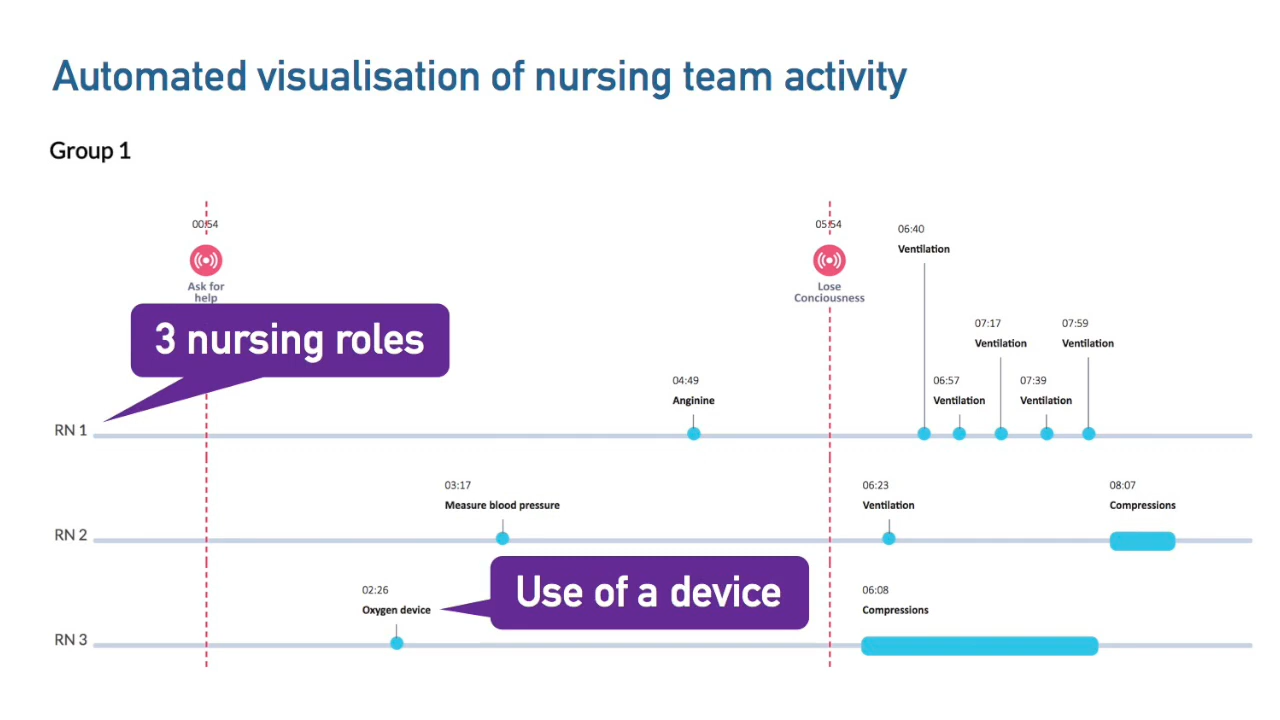 Automated visualisation of nursing team activity
Group 1
00:54
Ask for
help
05:54
Lose
Conciousness
06:40
Ventilation
3 nursing roles
07:17
Ventilation
07:59
Ventilation
04:49
Anginine
06:57
Ventilation
07:39
Ventilation
RN 1
03:17
Measure blood pressure
06:23
Ventilation
08:07
Compressions
RN 2
02:26
Oxygen device
Use of a device
06:08
Compressions
RN 3